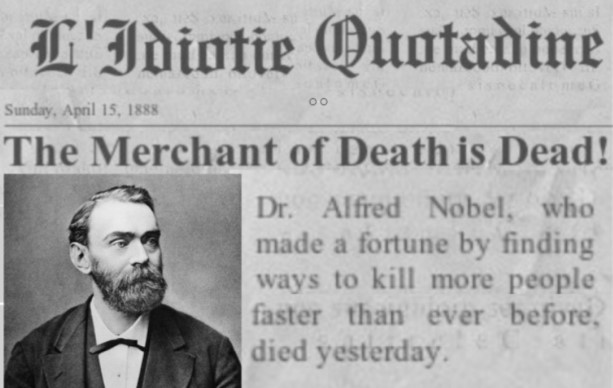 L'Idiotie Quotadine
Sunday, April 15, 1888
The Merchant of Death is Dead!
Dr. Alfred Nobel, who
made a fortune by finding
ways to kill more people
faster than ever before,
died yesterday.